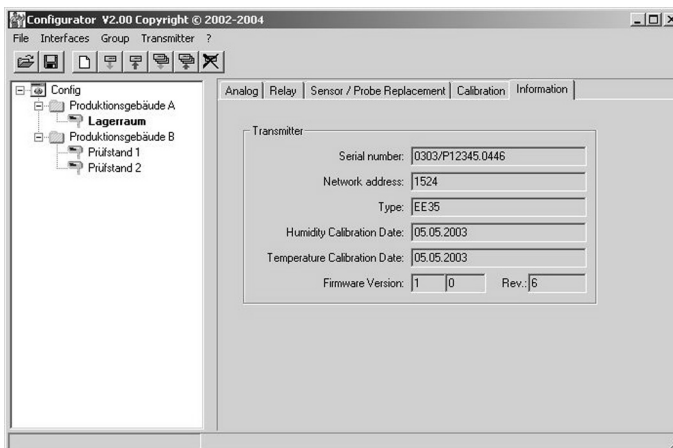 Configurator V2.00 Copyright © 2002-2004
File Interfaces Group Transmitter ?
Config
Produktionsgebäude A
Lagerraum
Produktionsgebäude B
Prüfstand 1
Prüfstand 2
Analog Relay Sensor / Probe Replacement Calibration Information
Transmitter
Serial number: 0303/P12345.0446
Network address: 1524
Type: EE35
Humidity Calibration Date: 05.05.2003
Temperature Calibration Date: 05.05.2003
Firmware Version: 1 0 Rev.: 6